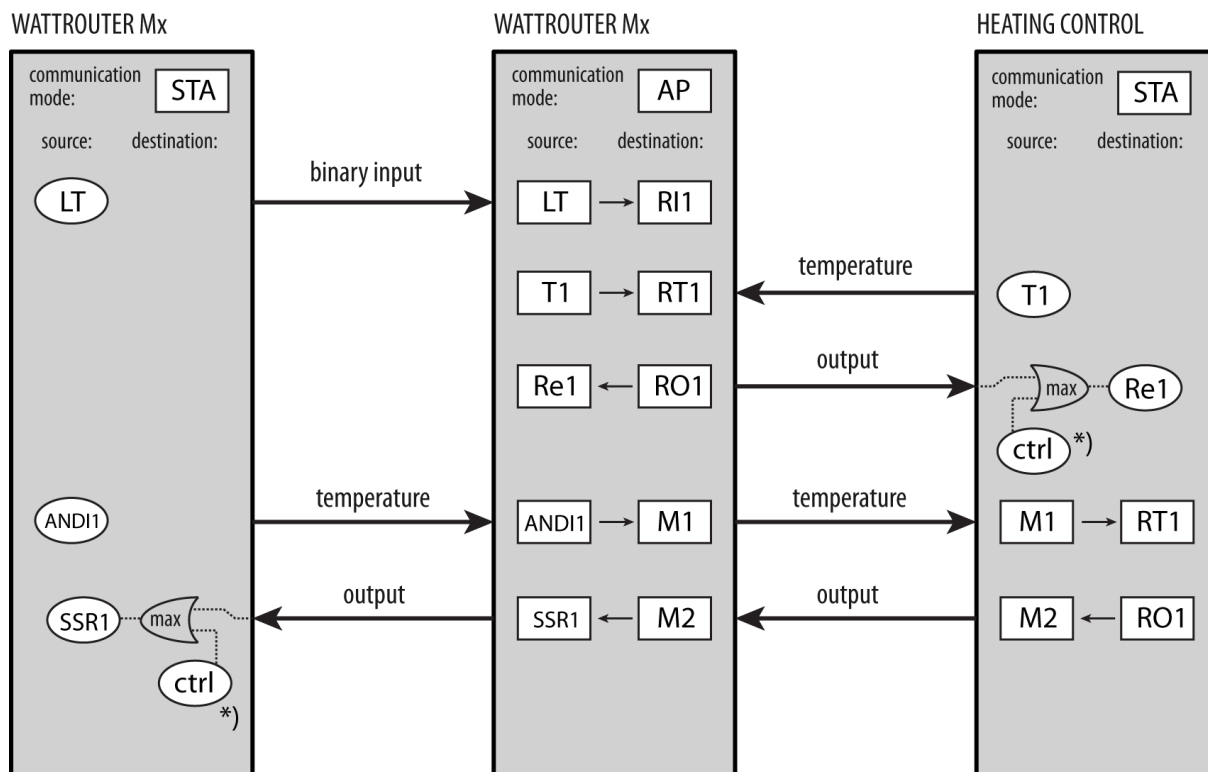 WATTROUTER Mx
WATTROUTER Mx
HEATING CONTROL
communication
mode:
STA
communication
mode:
AP
communication
mode:
STA
source: destination:
source: destination:
source: destination:
LT
binary input
LT
RI1
T1
RT1
temperature
T1
Re1
RO1
output
max
Re1
ctrl *)
ANDI1
temperature
ANDI1
M1
temperature
M1
RT1
SSR1
max
output
SSR1
M2
output
M2
RO1
ctrl
*)